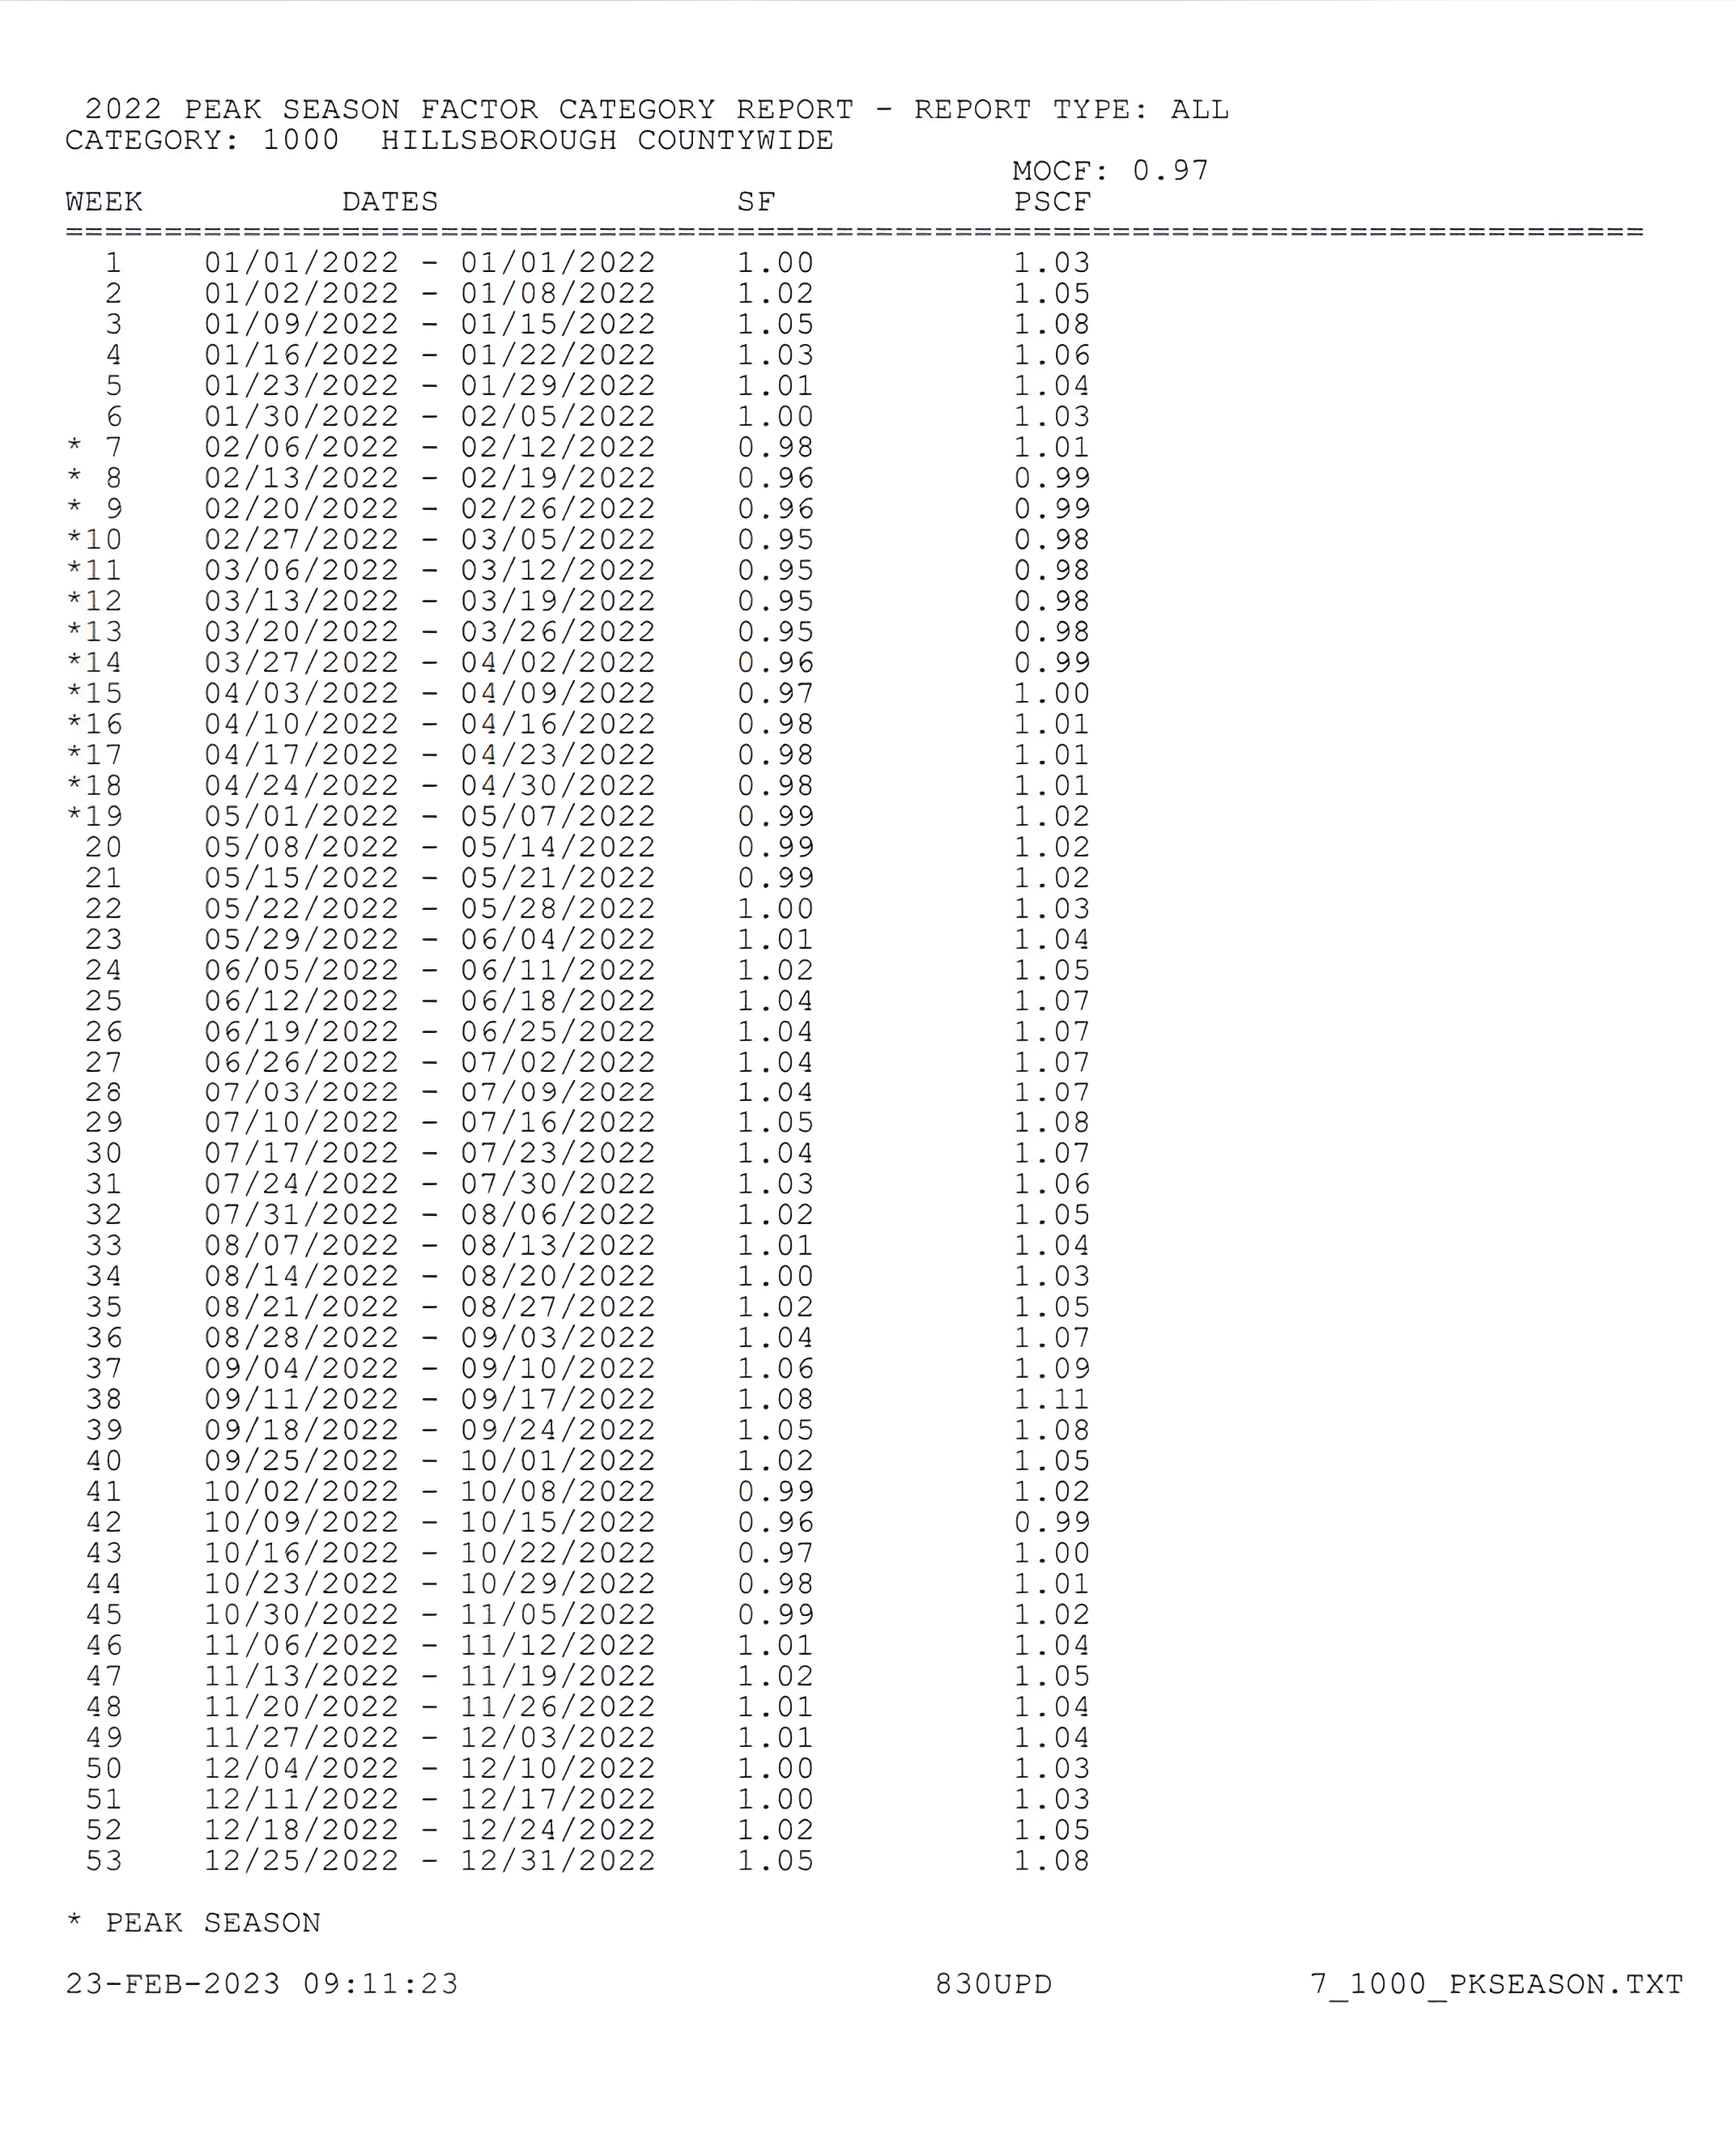 2022 PEAK SEASON FACTOR CATEGORY REPORT - REPORT TYPE: ALL
CATEGORY: 1000 HILLSBOROUGH COUNTYWIDE
MOCF: 0.97
WEEK DATES SF PSCF
================================================================================
1 01/01/2022 - 01/01/2022 1.00 1.03
2 01/02/2022 - 01/08/2022 1.02 1.05
3 01/09/2022 - 01/15/2022 1.05 1.08
4 01/16/2022 - 01/22/2022 1.03 1.06
5 01/23/2022 - 01/29/2022 1.01 1.04
6 01/30/2022 - 02/05/2022 1.00 1.03
* 7 02/06/2022 - 02/12/2022 0.98 1.01
* 8 02/13/2022 - 02/19/2022 0.96 0.99
* 9 02/20/2022 - 02/26/2022 0.96 0.99
*10 02/27/2022 - 03/05/2022 0.95 0.98
*11 03/06/2022 - 03/12/2022 0.95 0.98
*12 03/13/2022 - 03/19/2022 0.95 0.98
*13 03/20/2022 - 03/26/2022 0.95 0.98
*14 03/27/2022 - 04/02/2022 0.96 0.99
*15 04/03/2022 - 04/09/2022 0.97 1.00
*16 04/10/2022 - 04/16/2022 0.98 1.01
*17 04/17/2022 - 04/23/2022 0.98 1.01
*18 04/24/2022 - 04/30/2022 0.98 1.01
*19 05/01/2022 - 05/07/2022 0.99 1.02
20 05/08/2022 - 05/14/2022 0.99 1.02
21 05/15/2022 - 05/21/2022 0.99 1.02
22 05/22/2022 - 05/28/2022 1.00 1.03
23 05/29/2022 - 06/04/2022 1.01 1.04
24 06/05/2022 - 06/11/2022 1.02 1.05
25 06/12/2022 - 06/18/2022 1.04 1.07
26 06/19/2022 - 06/25/2022 1.04 1.07
27 06/26/2022 - 07/02/2022 1.04 1.07
28 07/03/2022 - 07/09/2022 1.04 1.07
29 07/10/2022 - 07/16/2022 1.05 1.08
30 07/17/2022 - 07/23/2022 1.04 1.07
31 07/24/2022 - 07/30/2022 1.03 1.06
32 07/31/2022 - 08/06/2022 1.02 1.05
33 08/07/2022 - 08/13/2022 1.01 1.04
34 08/14/2022 - 08/20/2022 1.00 1.03
35 08/21/2022 - 08/27/2022 1.02 1.05
36 08/28/2022 - 09/03/2022 1.04 1.07
37 09/04/2022 - 09/10/2022 1.06 1.09
38 09/11/2022 - 09/17/2022 1.08 1.11
39 09/18/2022 - 09/24/2022 1.05 1.08
40 09/25/2022 - 10/01/2022 1.02 1.05
41 10/02/2022 - 10/08/2022 0.99 1.02
42 10/09/2022 - 10/15/2022 0.96 0.99
43 10/16/2022 - 10/22/2022 0.97 1.00
44 10/23/2022 - 10/29/2022 0.98 1.01
45 10/30/2022 - 11/05/2022 0.99 1.02
46 11/06/2022 - 11/12/2022 1.01 1.04
47 11/13/2022 - 11/19/2022 1.02 1.05
48 11/20/2022 - 11/26/2022 1.01 1.04
49 11/27/2022 - 12/03/2022 1.01 1.04
50 12/04/2022 - 12/10/2022 1.00 1.03
51 12/11/2022 - 12/17/2022 1.00 1.03
52 12/18/2022 - 12/24/2022 1.02 1.05
53 12/25/2022 - 12/31/2022 1.05 1.08
* PEAK SEASON
23-FEB-2023 09:11:23 830UPD 7_1000_PKSEASON.TXT